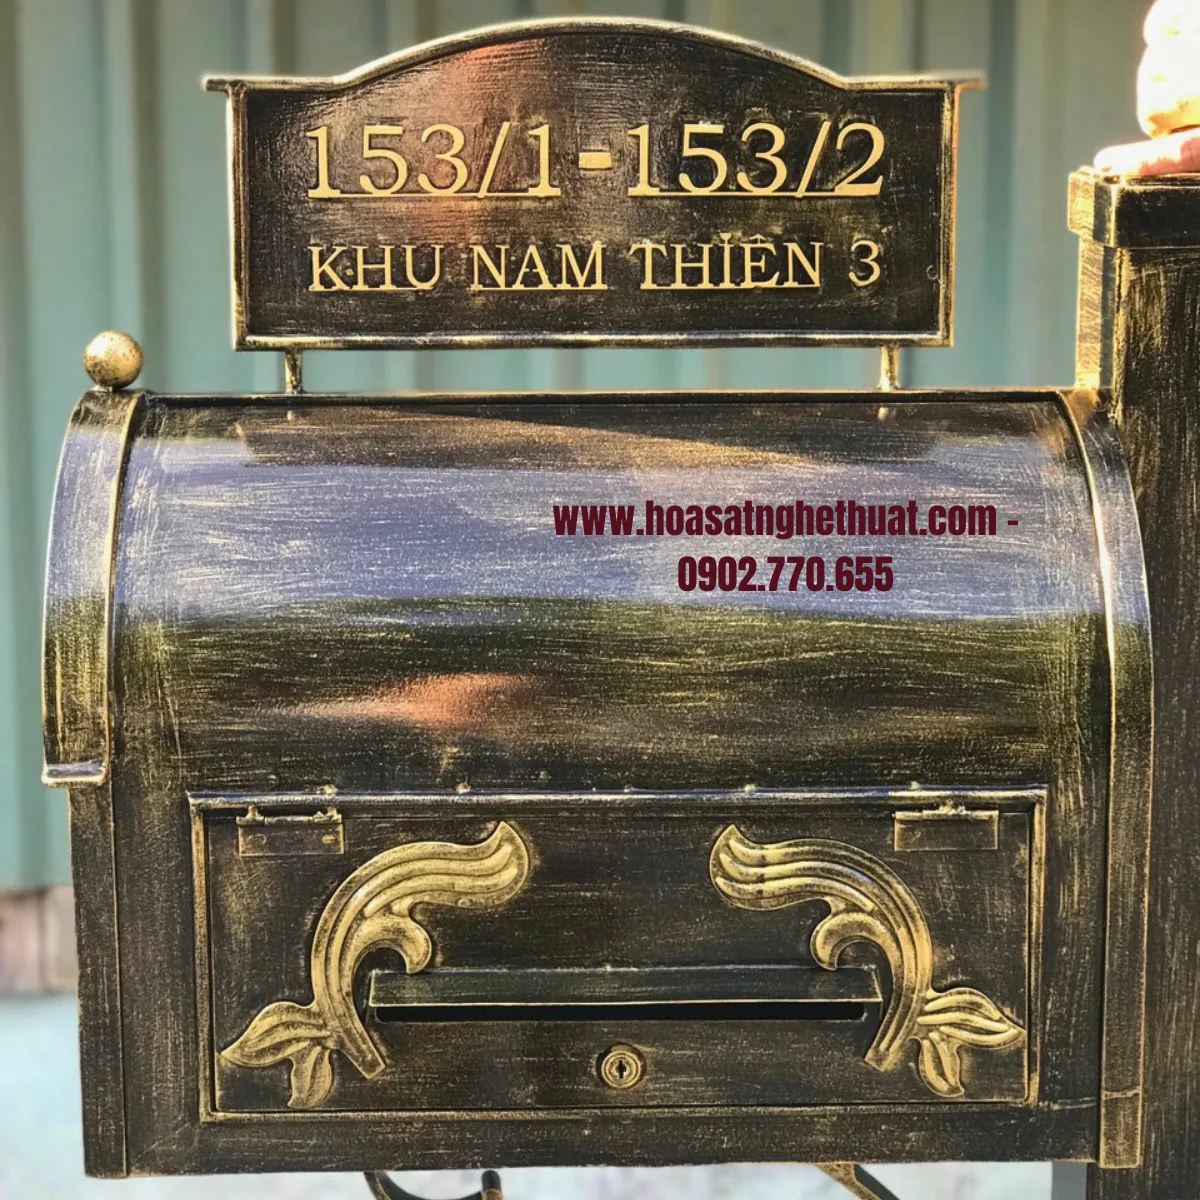 153/1-153/2
KHU NAM THIÊN 3
www.hoasatnghethuat.com -
0902.770.655